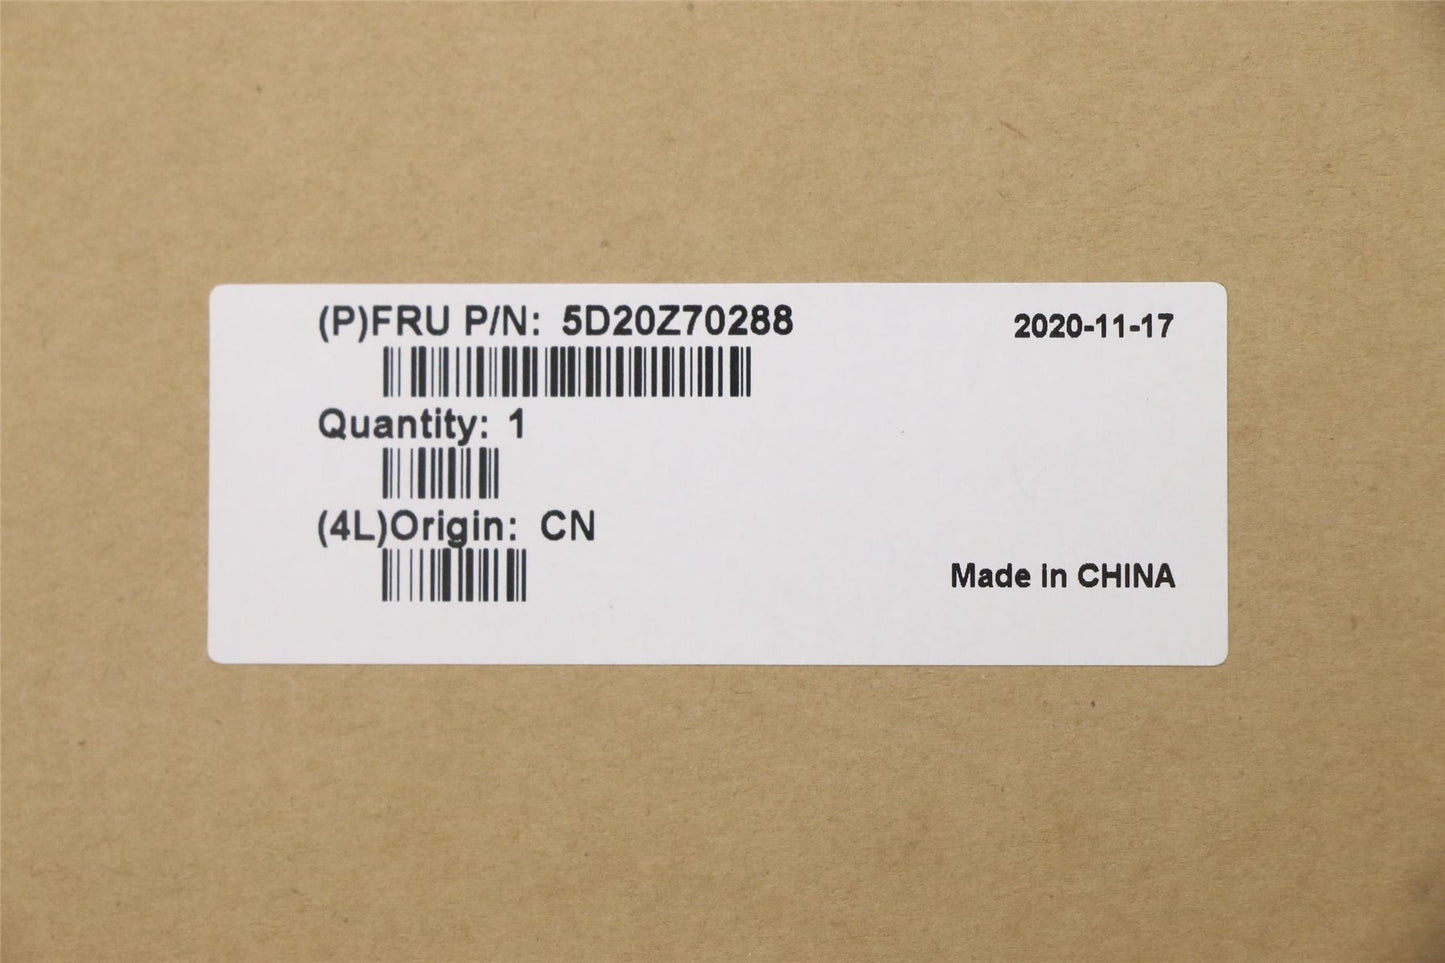 (P)FRU P/N: 5D20Z70288
2020-11-17
Quantity: 1
(4L)Origin: CN
Made in CHINA